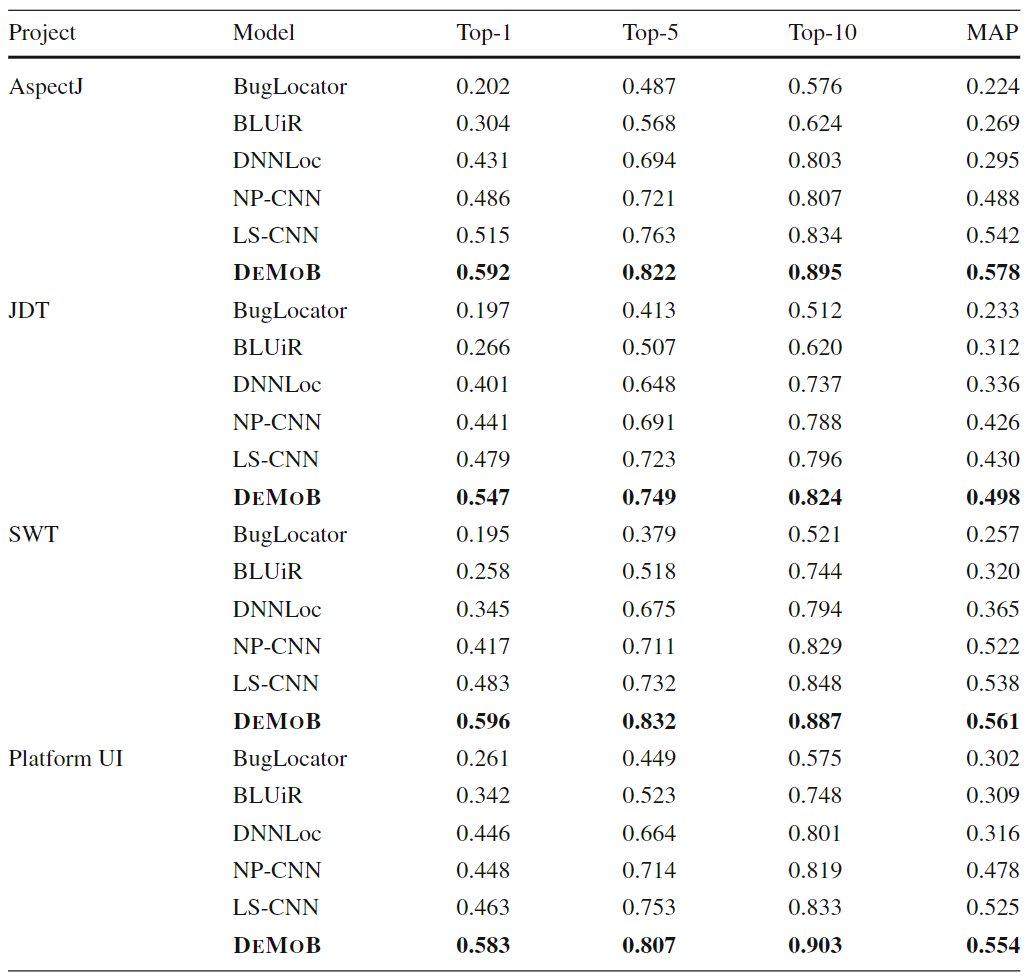 Project Model Top-1 Top-5 Top-10 MAP
AspectJ BugLocator 0.202 0.487 0.576 0.224
BLUiR 0.304 0.568 0.624 0.269
DNNLoc 0.431 0.694 0.803 0.295
NP-CNN 0.486 0.721 0.807 0.488
LS-CNN 0.515 0.763 0.834 0.542
DEMOB 0.592 0.822 0.895 0.578
JDT BugLocator 0.197 0.413 0.512 0.233
BLUiR 0.266 0.507 0.620 0.312
DNNLoc 0.401 0.648 0.737 0.336
NP-CNN 0.441 0.691 0.788 0.426
LS-CNN 0.479 0.723 0.796 0.430
DEMOB 0.547 0.749 0.824 0.498
SWT BugLocator 0.195 0.379 0.521 0.257
BLUiR 0.258 0.518 0.744 0.320
DNNLoc 0.345 0.675 0.794 0.365
NP-CNN 0.417 0.711 0.829 0.522
LS-CNN 0.483 0.732 0.848 0.538
DEMOB 0.596 0.832 0.887 0.561
Platform UI BugLocator 0.261 0.449 0.575 0.302
BLUiR 0.342 0.523 0.748 0.309
DNNLoc 0.446 0.664 0.801 0.316
NP-CNN 0.448 0.714 0.819 0.478
LS-CNN 0.463 0.753 0.833 0.525
DEMOB 0.583 0.807 0.903 0.554